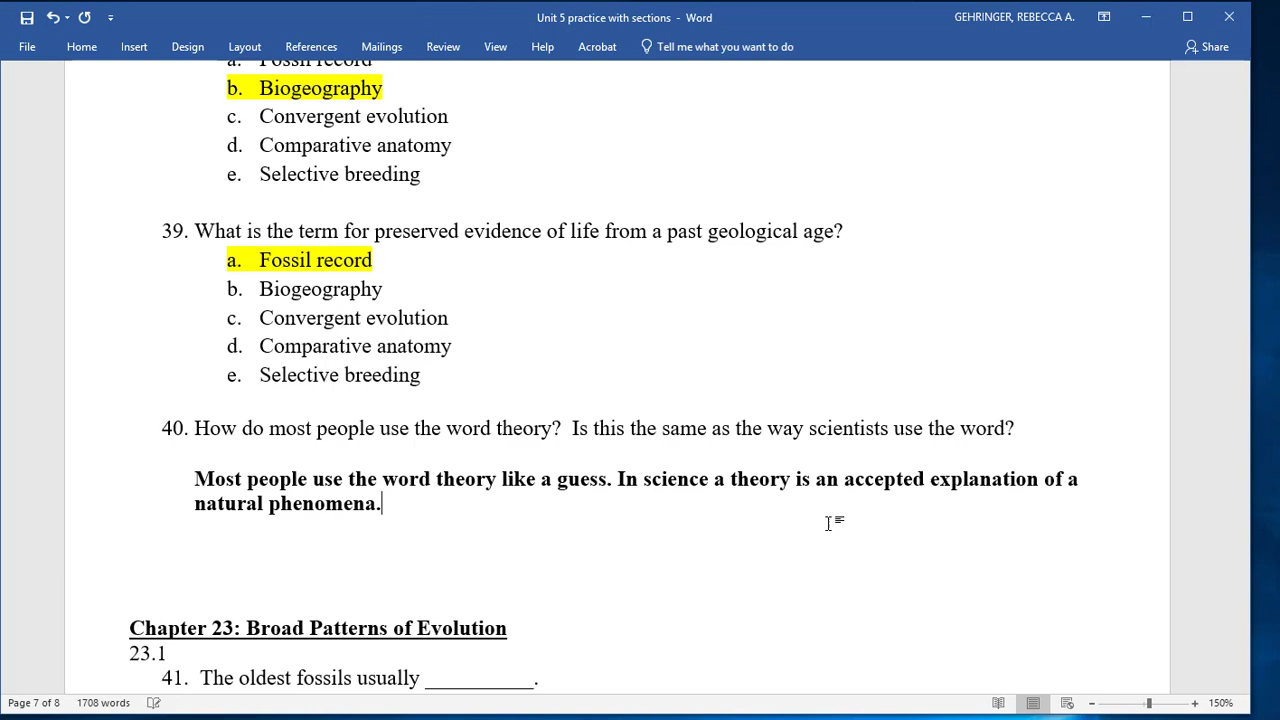 Unit 5 practice with sections - Word
GEHRINGER, REBECCA A.
File Home Insert Design Layout References Mailings Review View Help Acrobat Tell me what you want to do Share
a. Fossil record
b. Biogeography
c. Convergent evolution
d. Comparative anatomy
e. Selective breeding
39. What is the term for preserved evidence of life from a past geological age?
a. Fossil record
b. Biogeography
c. Convergent evolution
d. Comparative anatomy
e. Selective breeding
40. How do most people use the word theory? Is this the same as the way scientists use the word?
Most people use the word theory like a guess. In science a theory is an accepted explanation of a
natural phenomena.
Chapter 23: Broad Patterns of Evolution
23.1
41. The oldest fossils usually __________.
Page 7 of 8 1708 words 150%